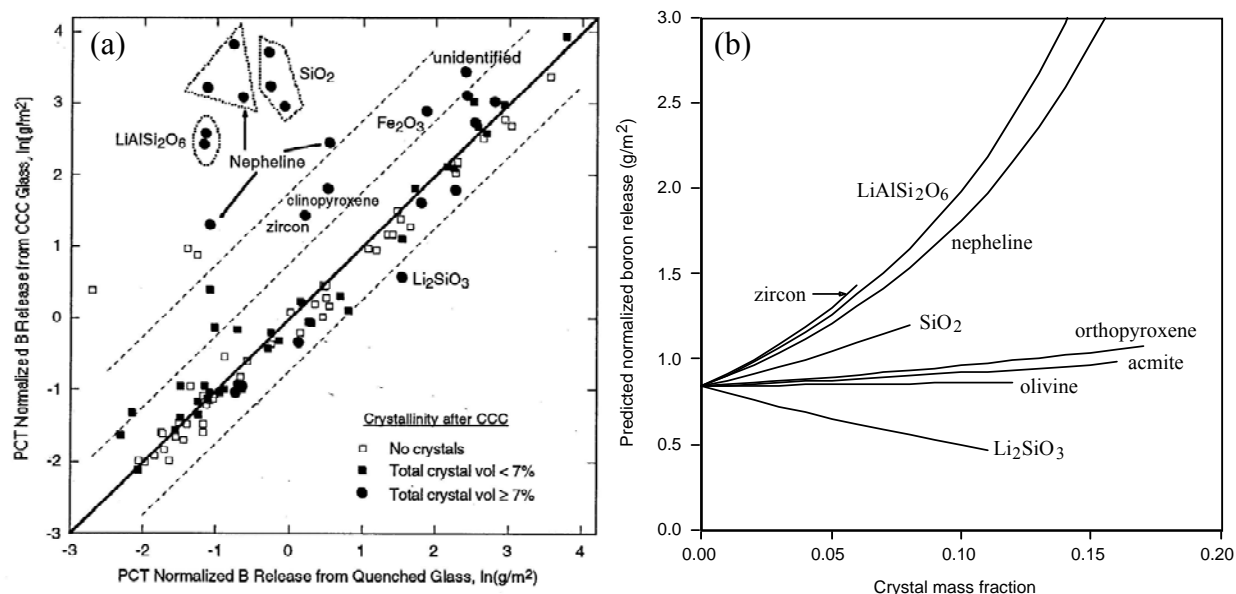 (a)
PCT Normalized B Release from CCC Glass, ln(g/m²)
4
3
2
1
0
-1
-2
-3
SiO₂
unidentified
LiAlSi₂O₆
Nepheline
Fe₂O₃
clinopyroxene
zircon
Li₂SiO₃
Crystallinity after CCC
No crystals
Total crystal vol < 7%
Total crystal vol ≥ 7%
-3 -2 -1 0 1 2 3 4
PCT Normalized B Release from Quenched Glass, ln(g/m²)
(b)
Predicted normalized boron release (g/m²)
3.0
2.5
2.0
1.5
1.0
0.5
0.0
LiAlSi₂O₆
nepheline
zircon
SiO₂
orthopyroxene
acmite
olivine
Li₂SiO₃
0.00 0.05 0.10 0.15 0.20
Crystal mass fraction